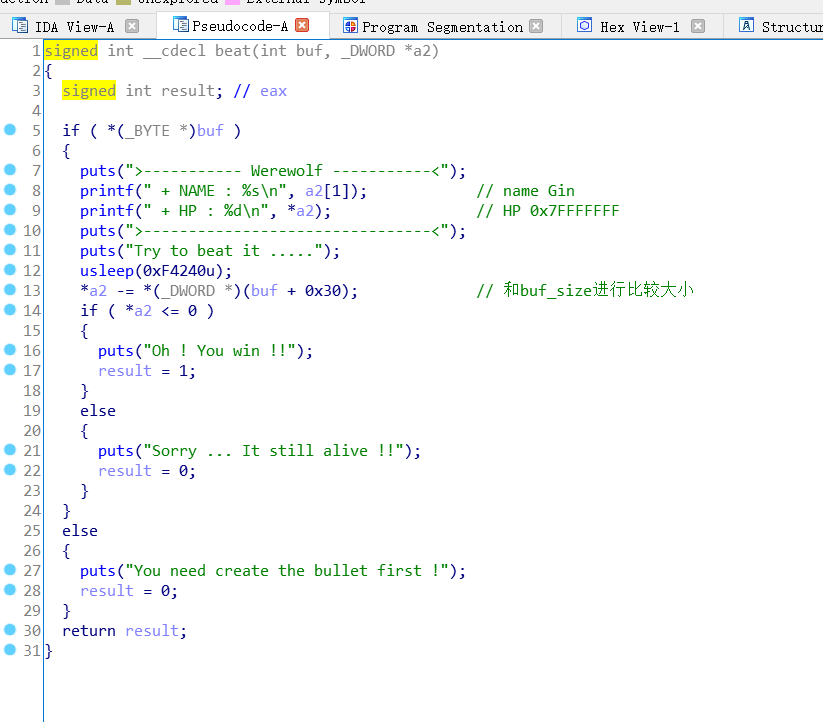 IDA View-A Pseudocode-A Program Segmentation Hex View-1 Structur
1 signed int __cdecl beat(int buf, _DWORD *a2)
2 {
3 signed int result; // eax
4
5 if ( *(_BYTE *)buf )
6 {
7 puts(">----------- Werewolf -----------<");
8 printf(" + NAME : %s\n", a2[1]); // name Gin
9 printf(" + HP : %d\n", *a2); // HP 0x7FFFFFFF
10 puts(">--------------------------------<");
11 puts("Try to beat it .....");
12 usleep(0xF4240u);
13 *a2 -= *(_DWORD *)(buf + 0x30); // 和buf_size进行比较大小
14 if ( *a2 <= 0 )
15 {
16 puts("Oh ! You win !!");
17 result = 1;
18 }
19 else
20 {
21 puts("Sorry ... It still alive !!");
22 result = 0;
23 }
24 }
25 else
26 {
27 puts("You need create the bullet first !");
28 result = 0;
29 }
30 return result;
31 }